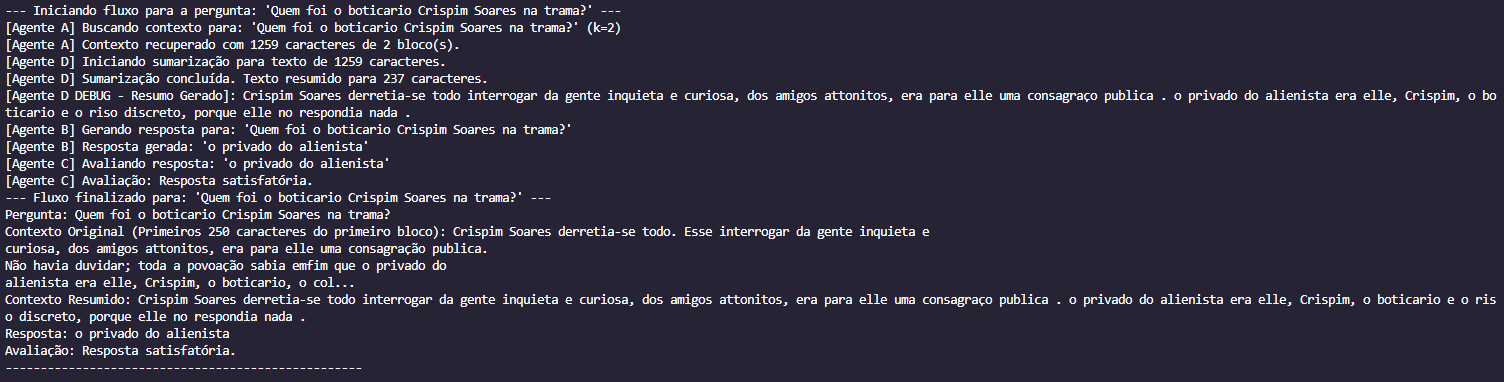 --- Iniciando fluxo para a pergunta: 'Quem foi o boticario Crispim Soares na trama?' ---
[Agente A] Buscando contexto para: 'Quem foi o boticario Crispim Soares na trama?' (k=2)
[Agente A] Contexto recuperado com 1259 caracteres de 2 bloco(s).
[Agente D] Iniciando sumarização para texto de 1259 caracteres.
[Agente D] Sumarização concluída. Texto resumido para 237 caracteres.
[Agente D DEBUG - Resumo Gerado]: Crispim Soares derretia-se todo interrogar da gente inquieta e curiosa, dos amigos attonitos, era para elle uma consagraço publica . o privado do alienista era elle, Crispim, o bo
ticario e o riso discreto, porque elle no respondia nada .
[Agente B] Gerando resposta para: 'Quem foi o boticario Crispim Soares na trama?'
[Agente B] Resposta gerada: 'o privado do alienista'
[Agente C] Avaliando resposta: 'o privado do alienista'
[Agente C] Avaliação: Resposta satisfatória.
--- Fluxo finalizado para: 'Quem foi o boticario Crispim Soares na trama?' ---
Pergunta: Quem foi o boticario Crispim Soares na trama?
Contexto Original (Primeiros 250 caracteres do primeiro bloco): Crispim Soares derretia-se todo. Esse interrogar da gente inquieta e
curiosa, dos amigos attonitos, era para elle uma consagração publica.
Não havia duvidar; toda a povoação sabia emfim que o privado do
alienista era elle, Crispim, o boticario, o col...
Contexto Resumido: Crispim Soares derretia-se todo interrogar da gente inquieta e curiosa, dos amigos attonitos, era para elle uma consagraço publica . o privado do alienista era elle, Crispim, o boticario e o ris
o discreto, porque elle no respondia nada .
Resposta: o privado do alienista
Avaliação: Resposta satisfatória.
--------------------------------------------------